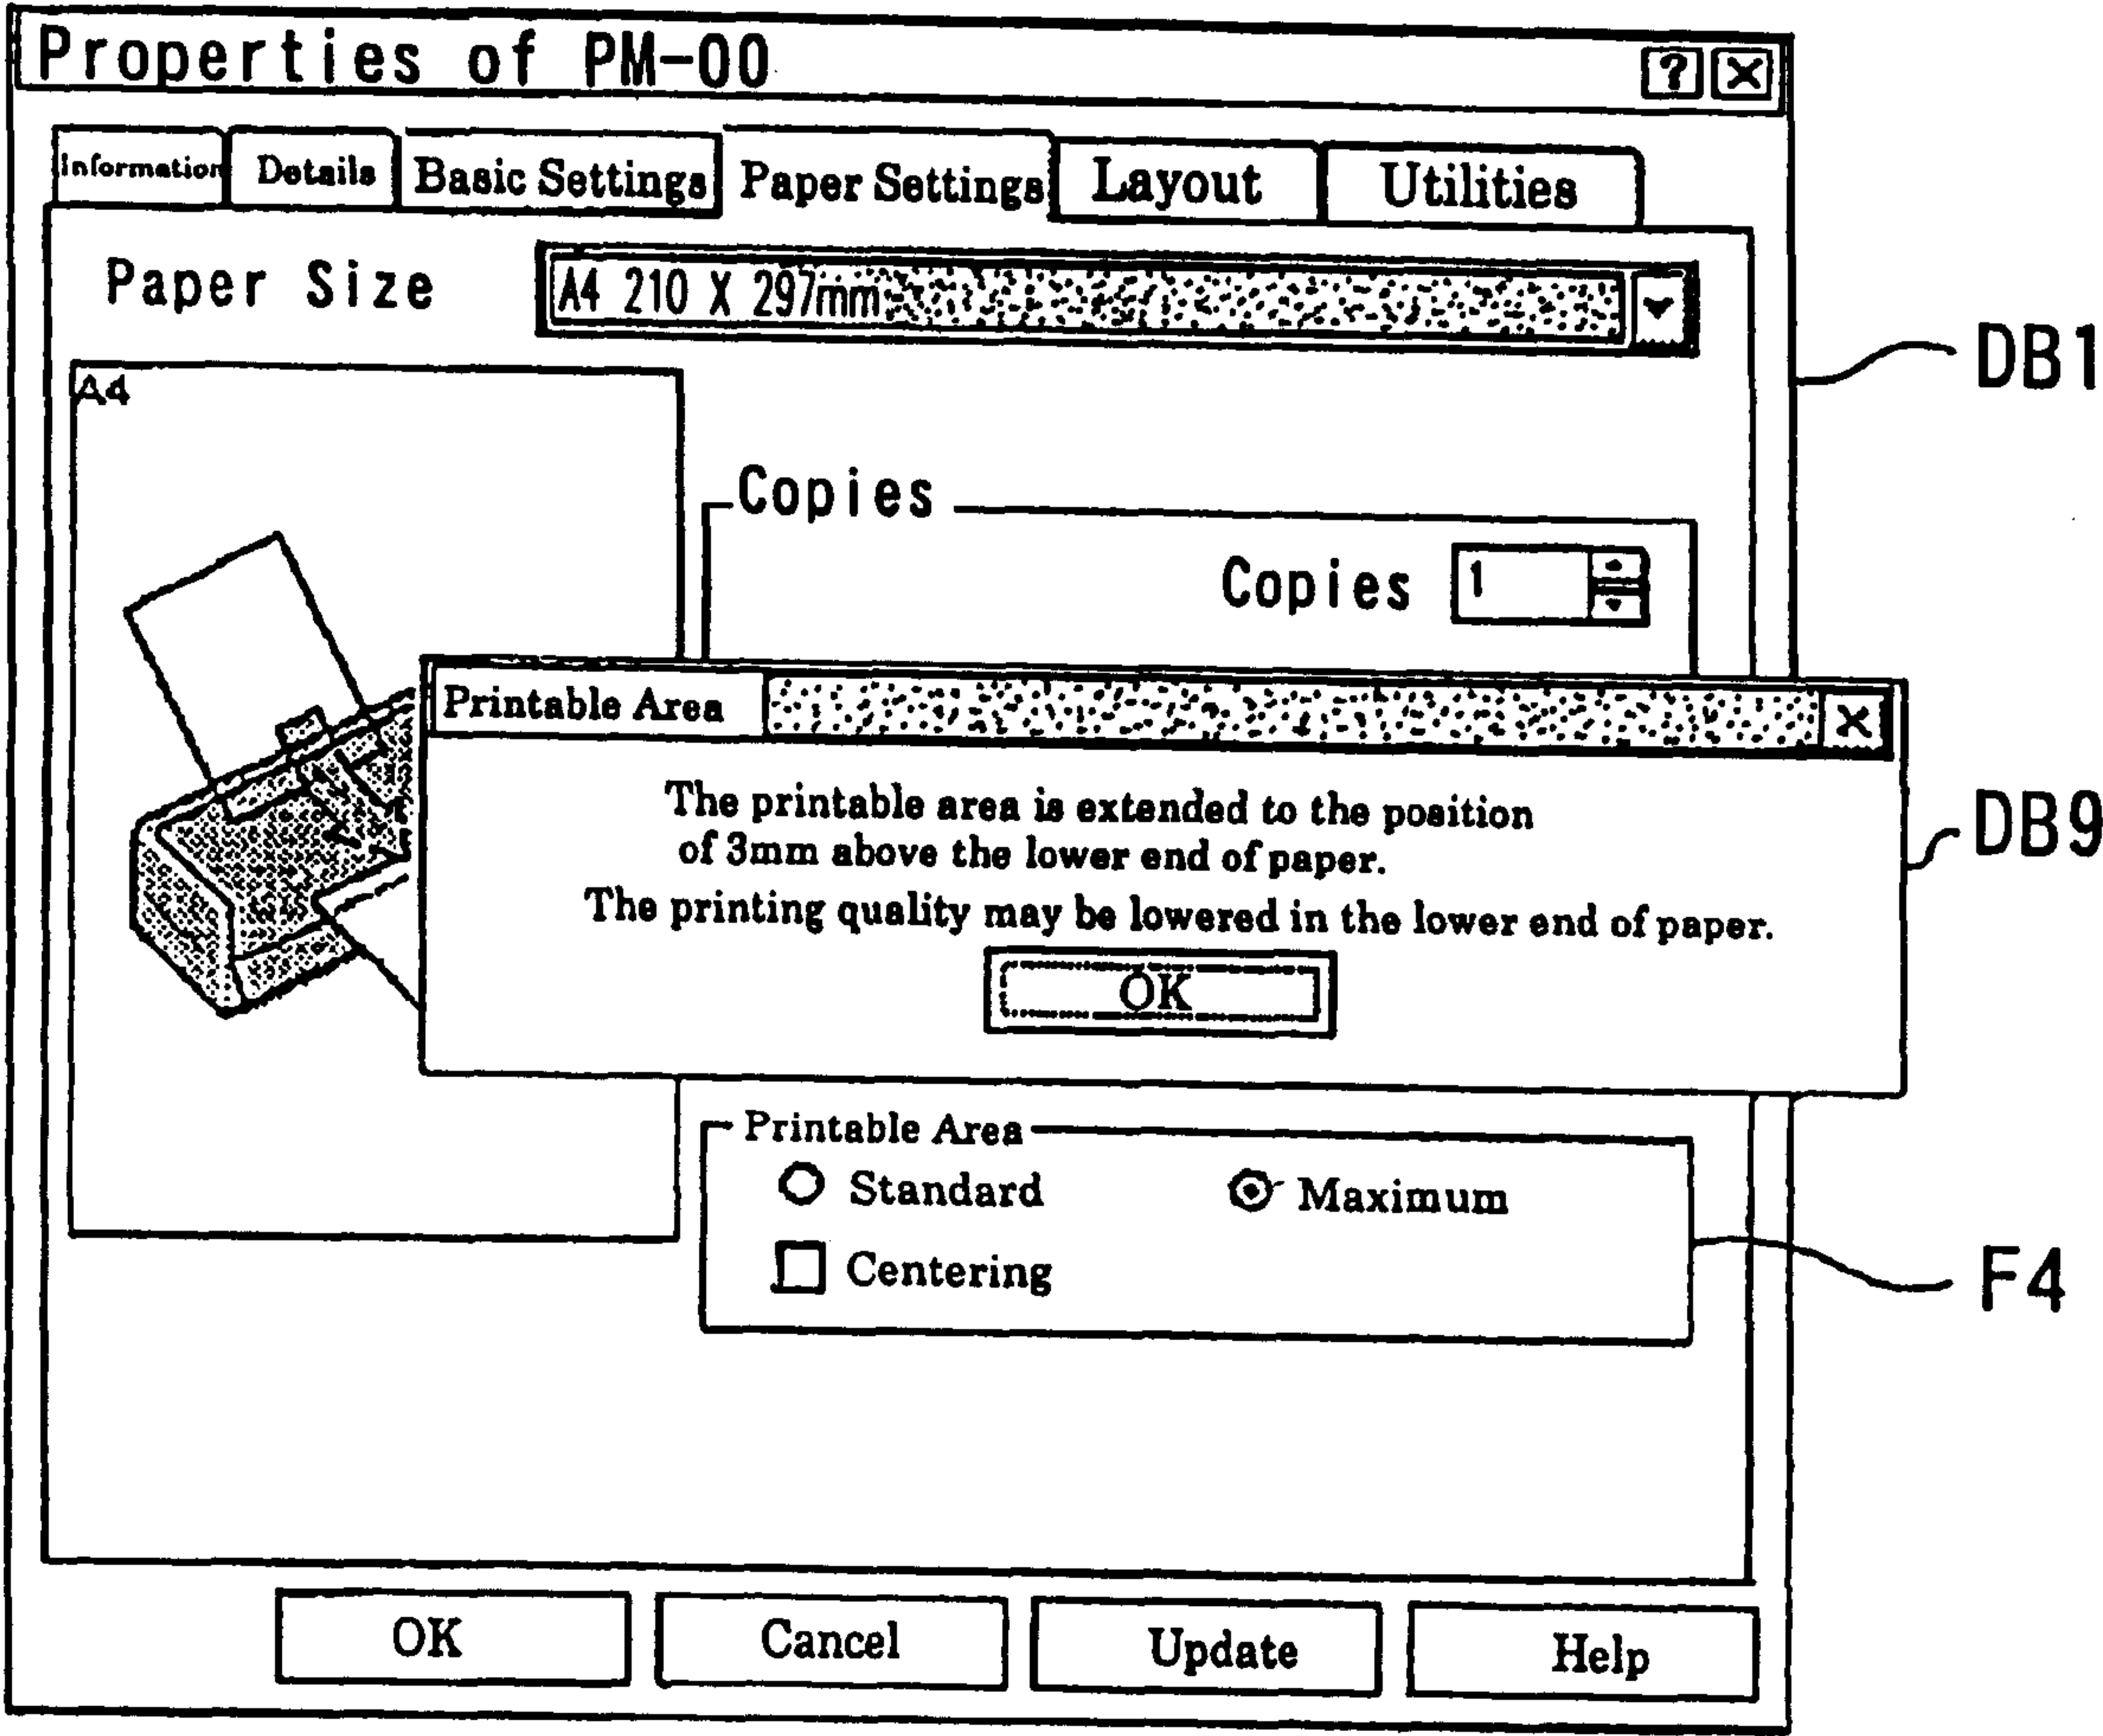 Properties of PM-00
? X
Information Details Basic Settings Paper Settings Layout Utilities
Paper Size A4 210 X 297mm
DB1
A4
Copies
Copies 1
Printable Area X
The printable area is extended to the position
of 3mm above the lower end of paper.
DB9
The printing quality may be lowered in the lower end of paper.
OK
Printable Area
Standard Maximum
Centering
F4
OK Cancel Update Help